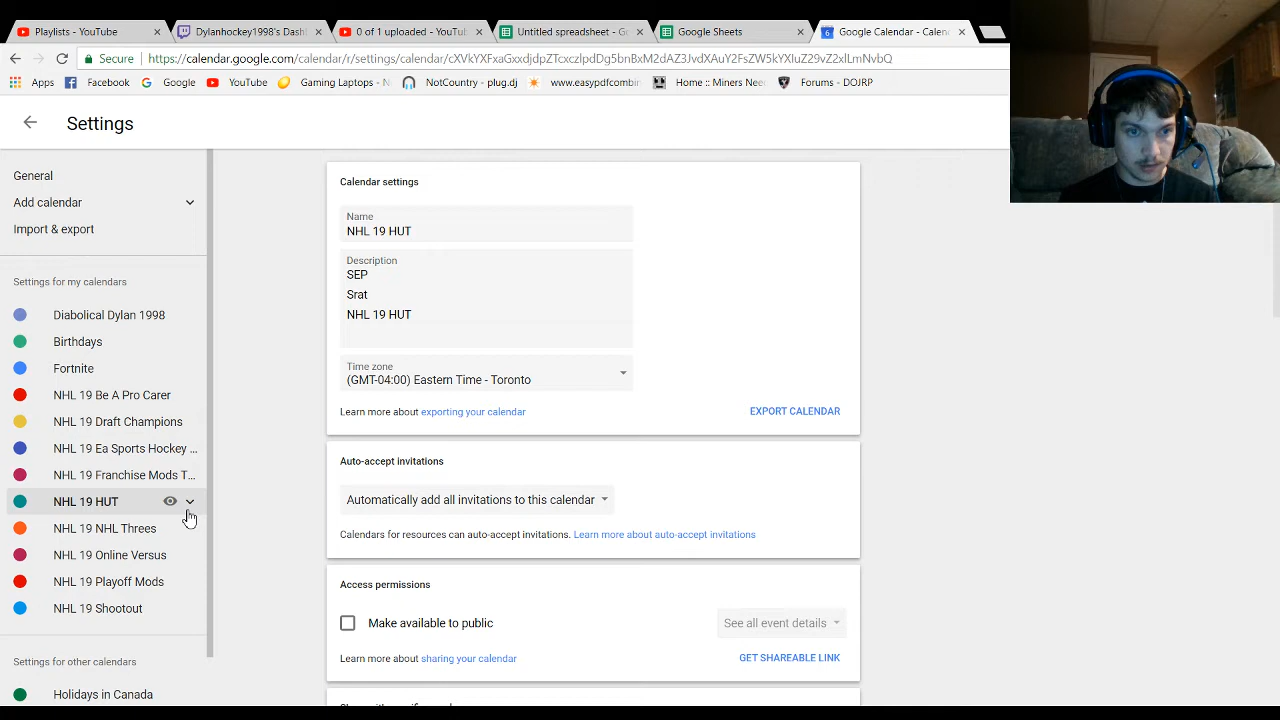 Playlists - YouTube
Dylanhockey1998's Dash
0 of 1 uploaded - YouTu
Untitled spreadsheet - G
Google Sheets
Google Calendar - Calen
Apps
Facebook
Google
YouTube
Gaming Laptops - N
NotCountry - plug.dj
www.easypdfcombin
Home :: Miners Nee
Forums - DOJRP
Settings
General
Add calendar
Import & export
Settings for my calendars
Diabolical Dylan 1998
Birthdays
Fortnite
NHL 19 Be A Pro Carer
NHL 19 Draft Champions
NHL 19 Ea Sports Hockey ...
NHL 19 Franchise Mods T...
NHL 19 HUT
NHL 19 NHL Threes
NHL 19 Online Versus
NHL 19 Playoff Mods
NHL 19 Shootout
Settings for other calendars
Holidays in Canada
Calendar settings
Name
NHL 19 HUT
Description
SEP
Srat
NHL 19 HUT
Time zone
(GMT-04:00) Eastern Time - Toronto
Learn more about exporting your calendar
EXPORT CALENDAR
Auto-accept invitations
Automatically add all invitations to this calendar
Calendars for resources can auto-accept invitations. Learn more about auto-accept invitations
Access permissions
Make available to public
See all event details
Learn more about sharing your calendar
GET SHAREABLE LINK